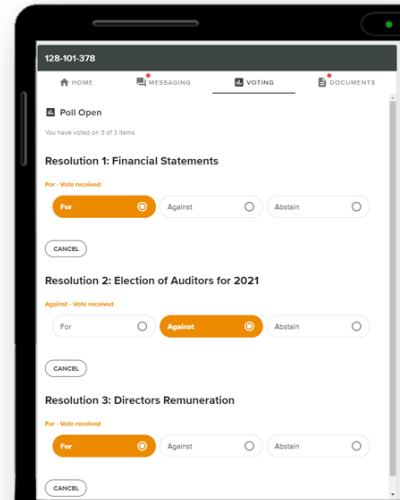 128-101-378
HOME MESSAGING VOTING DOCUMENTS
Poll Open
You have voted on 3 of 3 items
Resolution 1: Financial Statements
For - Vote received
For Against Abstain
CANCEL
Resolution 2: Election of Auditors for 2021
Against - Vote received
For Against Abstain
CANCEL
Resolution 3: Directors Remuneration
For - Vote received
For Against Abstain
CANCEL